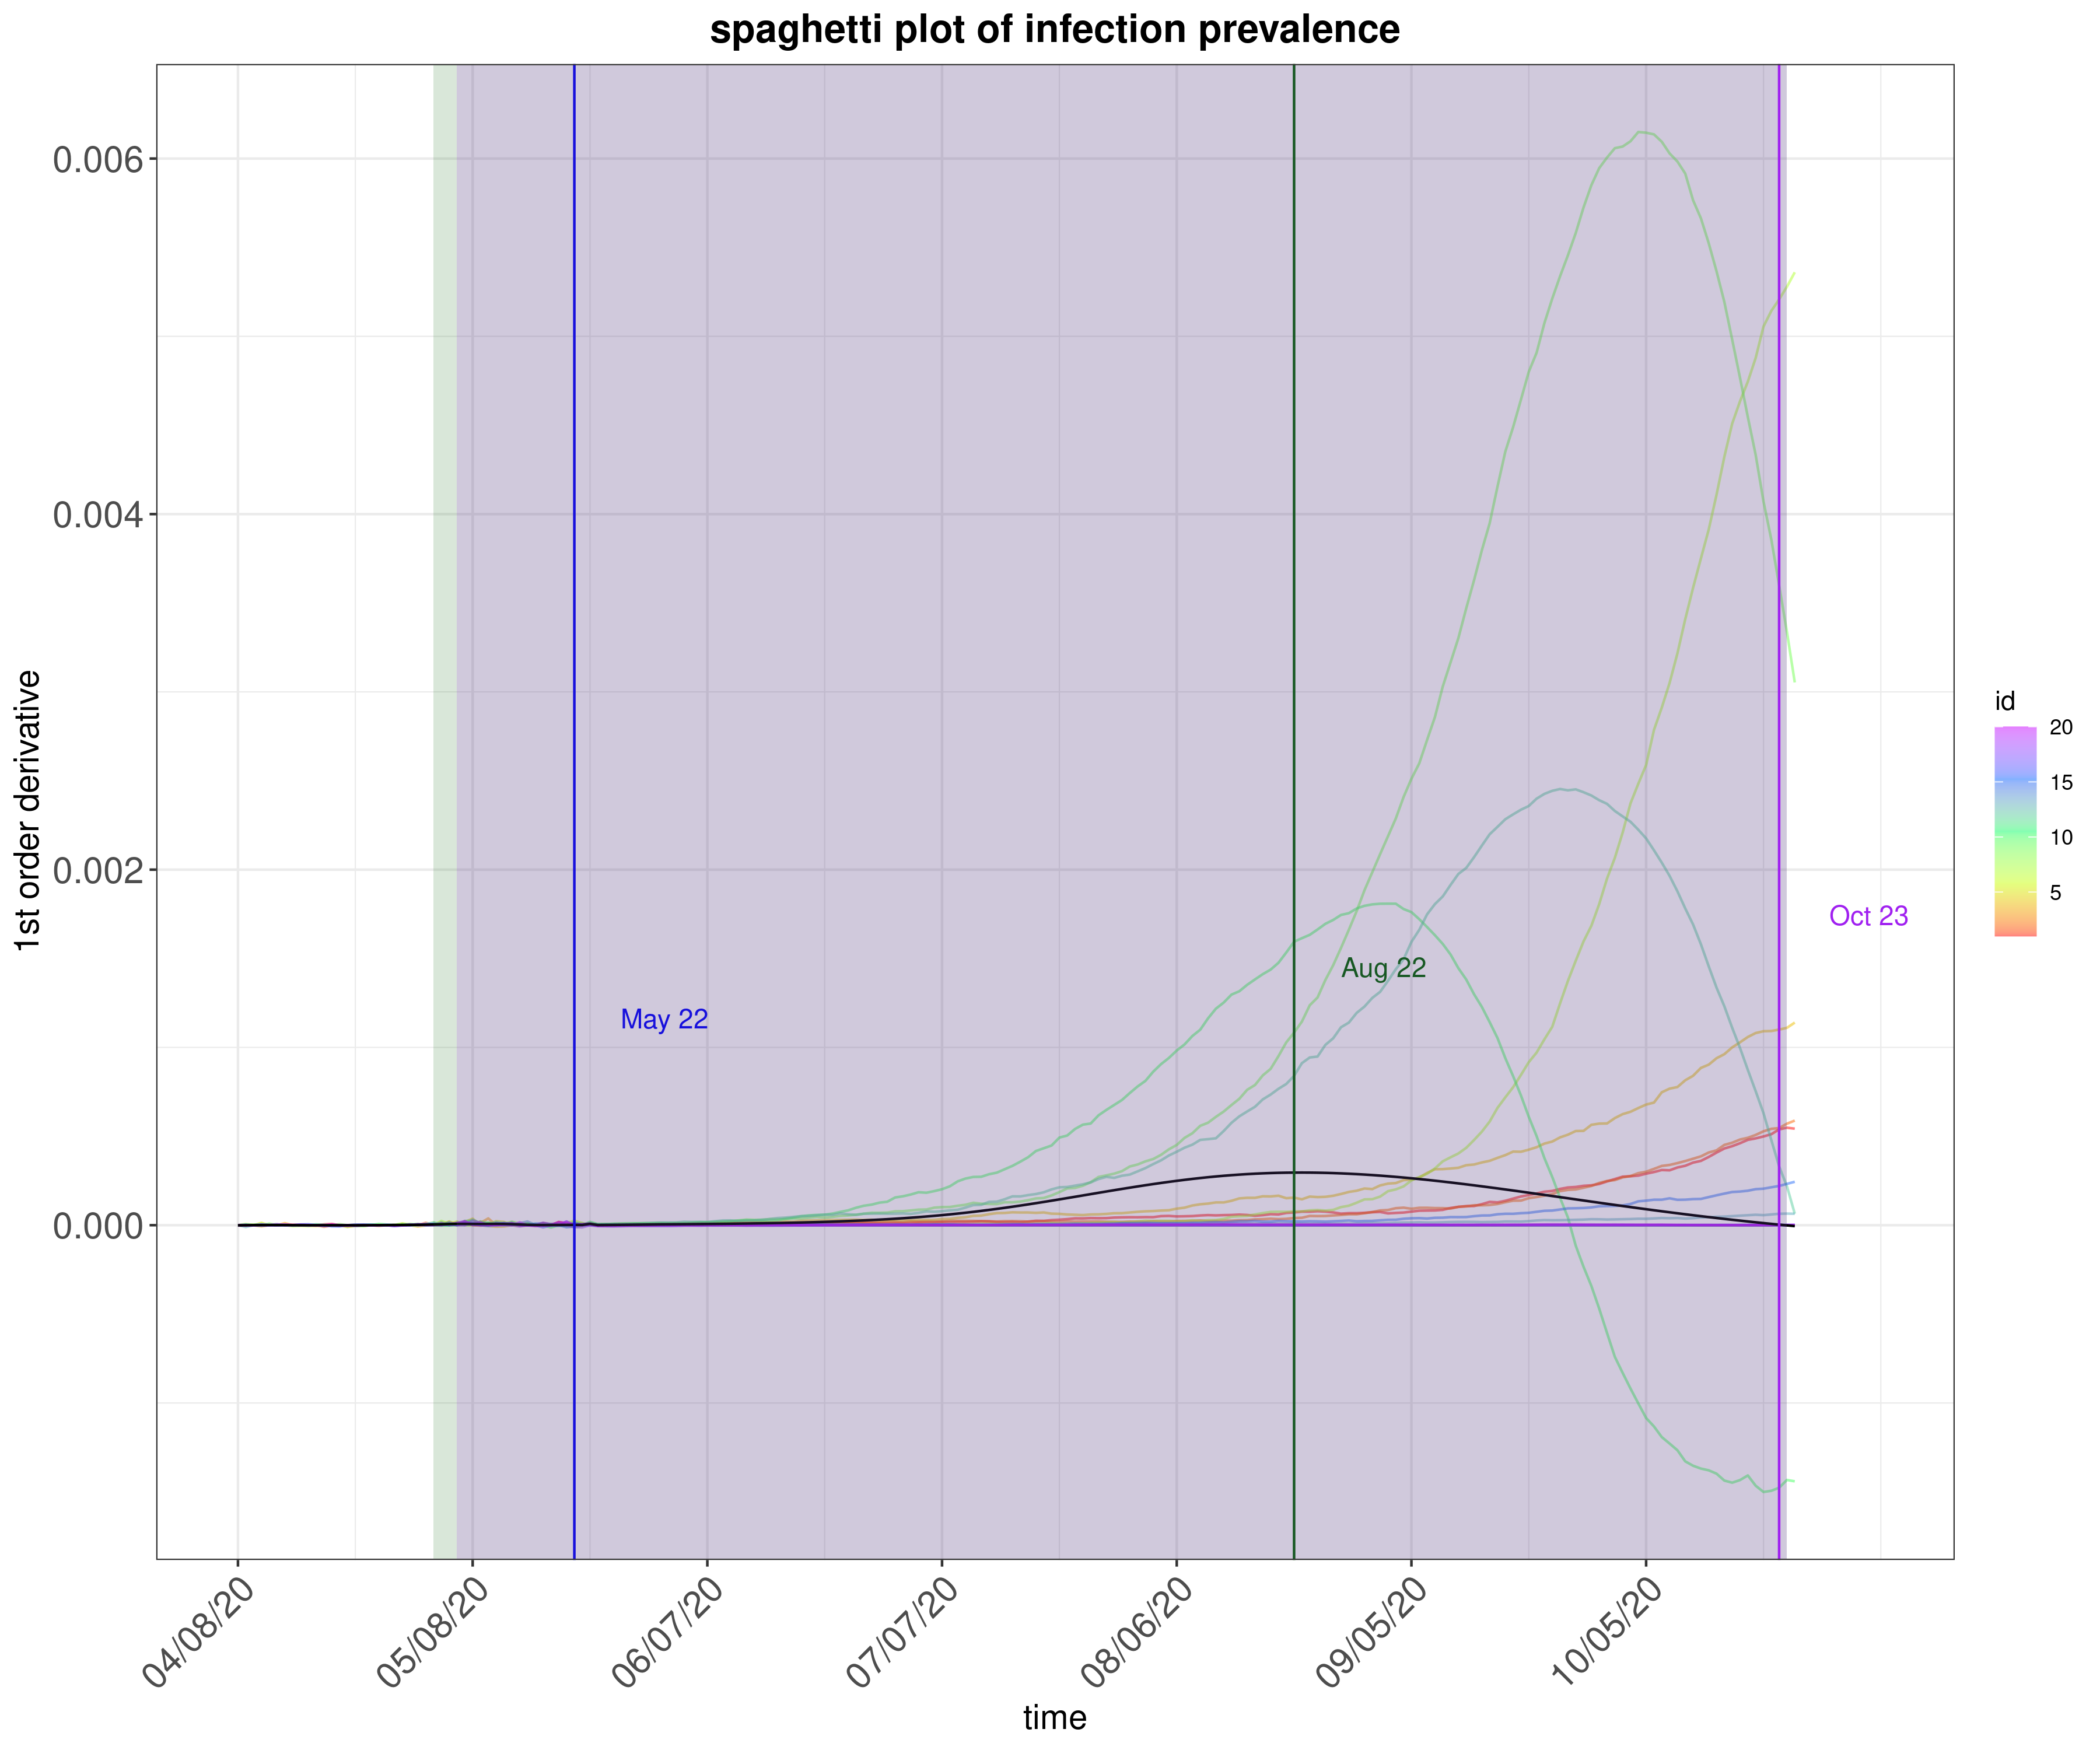 spaghetti plot of infection prevalence
1st order derivative
0.006
0.004
0.002
0.000
May 22
Aug 22
Oct 23
id
20
15
10
5
04/08/20
05/08/20
06/07/20
07/07/20
08/06/20
09/05/20
10/05/20
time